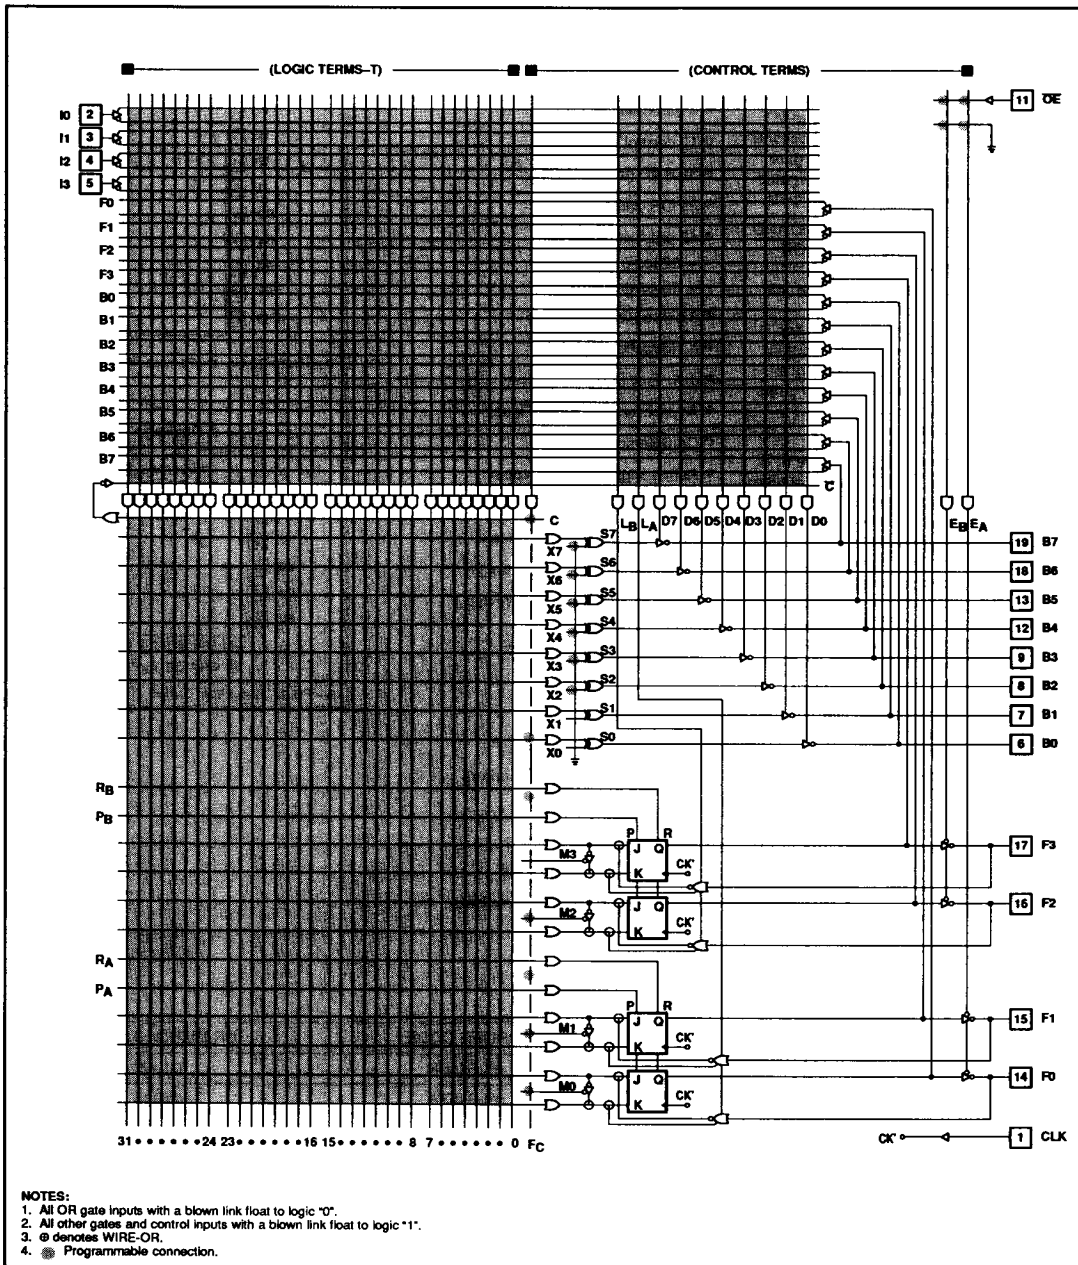 (LOGIC TERMS–T) (CONTROL TERMS)
11 OE
I0 2
I1 3
I2 4
I3 5
F0
F1
F2
F3
B0
B1
B2
B3
B4
B5
B6
B7
C
C LB LA D7 D6 D5 D4 D3 D2 D1 D0 EB EA
X7 S7 19 B7
X6 S6 18 B6
X5 S5 13 B5
X4 S4 12 B4
X3 S3 9 B3
X2 S2 8 B2
X1 S1 7 B1
X0 S0 6 B0
RB
PB
P R
M3 J Q CK' 17 F3
K
M2 J Q CK' 16 F2
K
RA
PA
P R
M1 J Q CK' 15 F1
K
M0 J Q CK' 14 F0
K
31 • • • • • • 24 23 • • • • • • 16 15 • • • • • • 8 7 • • • • • • 0 FC
CK' 1 CLK
NOTES:
1. All OR gate inputs with a blown link float to logic "0".
2. All other gates and control inputs with a blown link float to logic "1".
3. ⊕ denotes WIRE-OR.
4. Programmable connection.